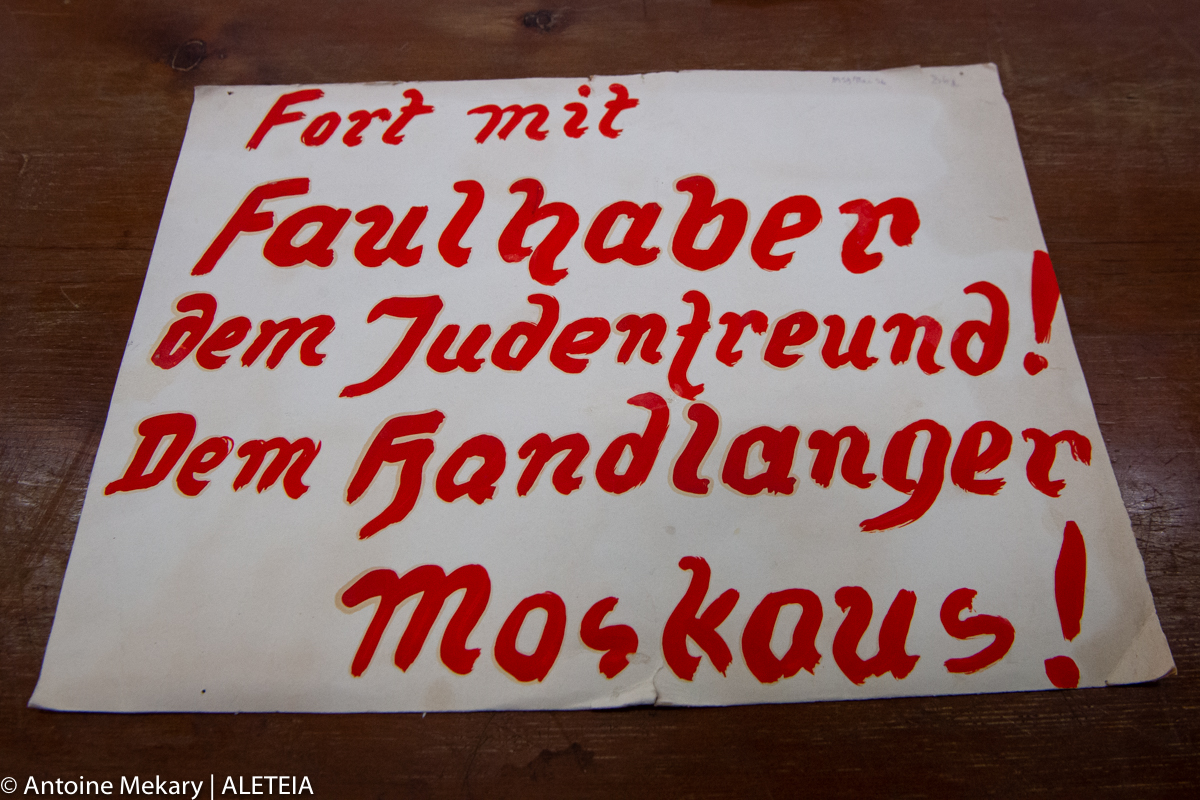 Fort mit
Faulhaber
dem Judenfreund!
Dem Handlanger
Moskaus!
© Antoine Mekary | ALETEIA